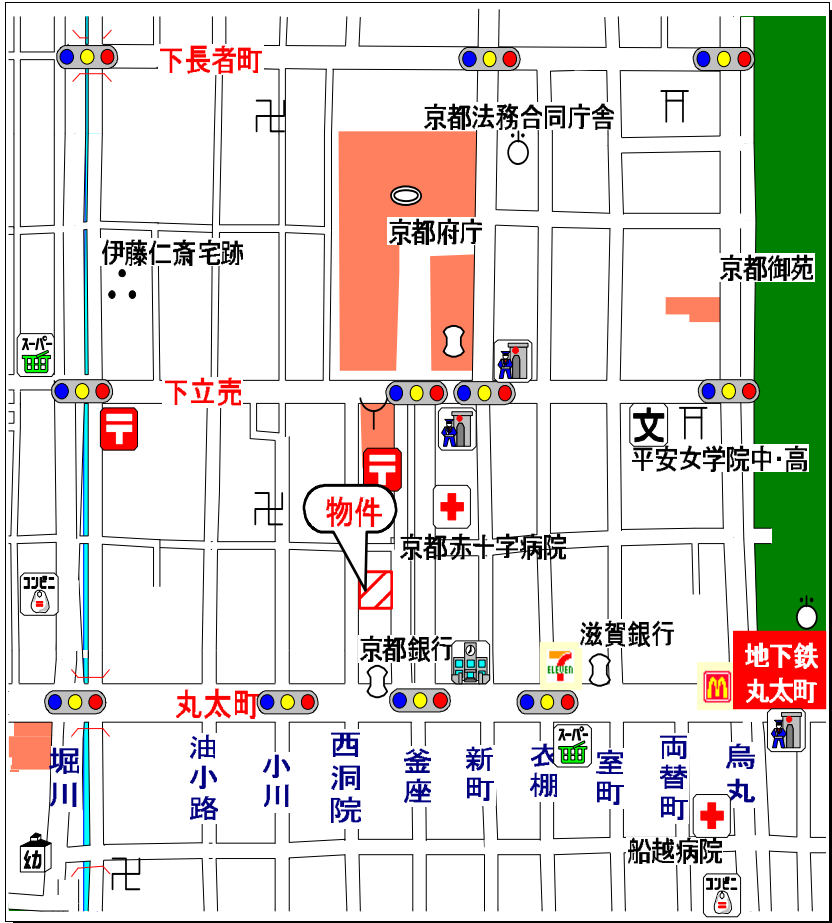 下長者町
京都法務合同庁舎
京都府庁
伊藤仁斎宅跡
京都御苑
スーパー
下立売
文
平安女学院中・高
物件
京都赤十字病院
コンビニ
滋賀銀行
京都銀行
7
ELEVEN
地下鉄
丸太町
丸太町
スーパー
堀川
油小路
小川
西洞院
釜座
新町
衣棚
室町
両替町
烏丸
船越病院
幼
コンビニ